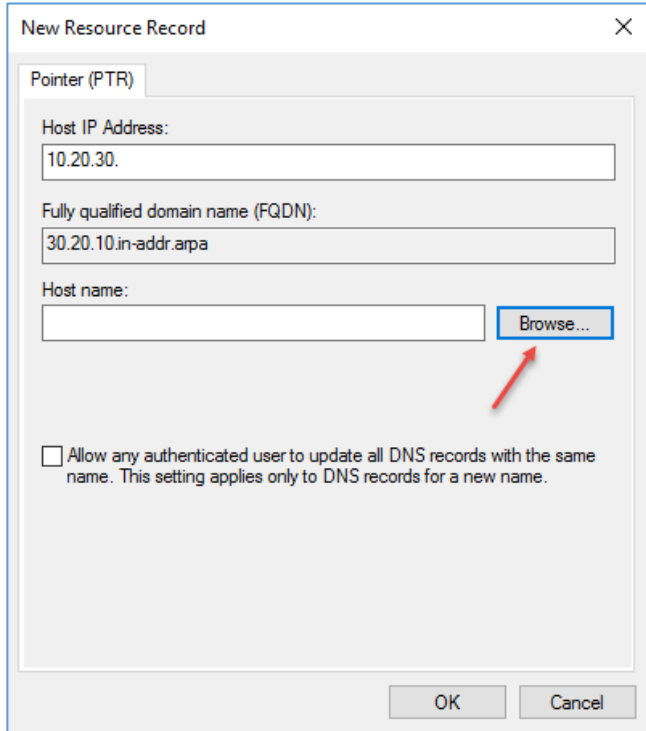 New Resource Record
Pointer (PTR)
Host IP Address:
10.20.30.
Fully qualified domain name (FQDN):
30.20.10.in-addr.arpa
Host name:
Browse...
Allow any authenticated user to update all DNS records with the same
name. This setting applies only to DNS records for a new name.
OK
Cancel